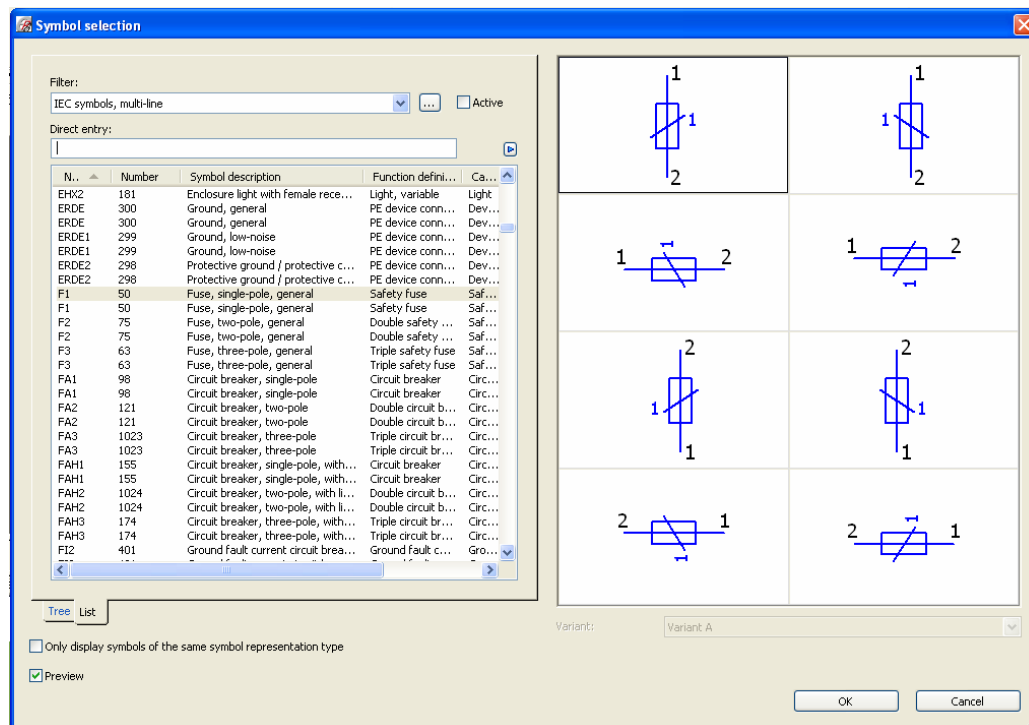 Symbol selection
Filter:
IEC symbols, multi-line
...
Active
Direct entry:
N.. Number Symbol description Function defini... Ca...
EHX2 181 Enclosure light with female rece... Light, variable Light
ERDE 300 Ground, general PE device conn... Dev...
ERDE 300 Ground, general PE device conn... Dev...
ERDE1 299 Ground, low-noise PE device conn... Dev...
ERDE1 299 Ground, low-noise PE device conn... Dev...
ERDE2 298 Protective ground / protective c... PE device conn... Dev...
ERDE2 298 Protective ground / protective c... PE device conn... Dev...
F1 50 Fuse, single-pole, general Safety fuse Saf...
F1 50 Fuse, single-pole, general Safety fuse Saf...
F2 75 Fuse, two-pole, general Double safety ... Saf...
F2 75 Fuse, two-pole, general Double safety ... Saf...
F3 63 Fuse, three-pole, general Triple safety fuse Saf...
F3 63 Fuse, three-pole, general Triple safety fuse Saf...
FA1 98 Circuit breaker, single-pole Circuit breaker Circ...
FA1 98 Circuit breaker, single-pole Circuit breaker Circ...
FA2 121 Circuit breaker, two-pole Double circuit b... Circ...
FA2 121 Circuit breaker, two-pole Double circuit b... Circ...
FA3 1023 Circuit breaker, three-pole Triple circuit br... Circ...
FA3 1023 Circuit breaker, three-pole Triple circuit br... Circ...
FAH1 155 Circuit breaker, single-pole, with... Circuit breaker Circ...
FAH1 155 Circuit breaker, single-pole, with... Circuit breaker Circ...
FAH2 1024 Circuit breaker, two-pole, with li... Double circuit b... Circ...
FAH2 1024 Circuit breaker, two-pole, with li... Double circuit b... Circ...
FAH3 174 Circuit breaker, three-pole, with... Triple circuit br... Circ...
FAH3 174 Circuit breaker, three-pole, with... Triple circuit br... Circ...
FI2 401 Ground fault current circuit brea... Ground fault c... Gro...
Tree List
Only display symbols of the same symbol representation type
Preview
1 1
1 1
2 2
1 1 2 1 2
1
2 2
1 1
1 1
2 1 2 1 1
1
Variant: Variant A
OK Cancel